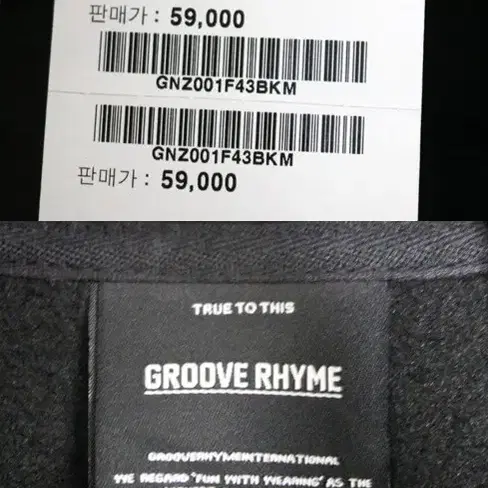 판매가 : 59,000
GNZ001F43BKM
GNZ001F43BKM
판매가 : 59,000
TRUE TO THIS
GROOVE RHYME
GROOVERHYMEINTERNATIONAL
WE REGARD "FUN WITH WEARING" AS THE